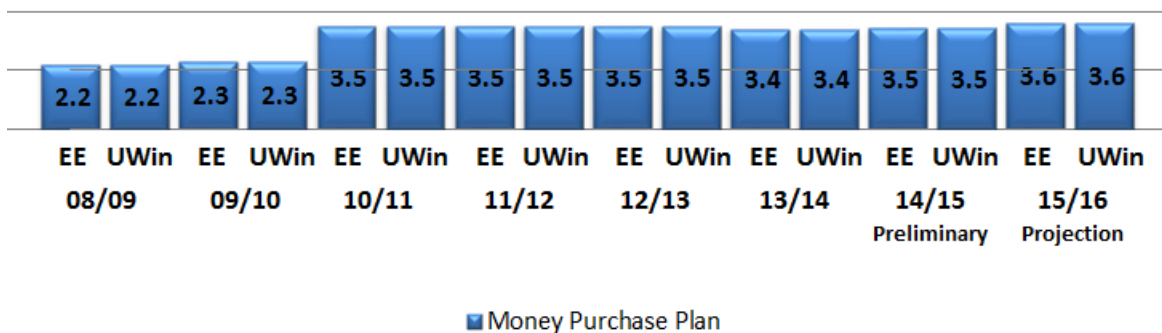 2.2 2.2 2.3 2.3 3.5 3.5 3.5 3.5 3.5 3.5 3.4 3.4 3.5 3.5 3.6 3.6
EE UWin EE UWin EE UWin EE UWin EE UWin EE UWin EE UWin EE UWin
08/09 09/10 10/11 11/12 12/13 13/14 14/15 15/16
Preliminary Projection
Money Purchase Plan